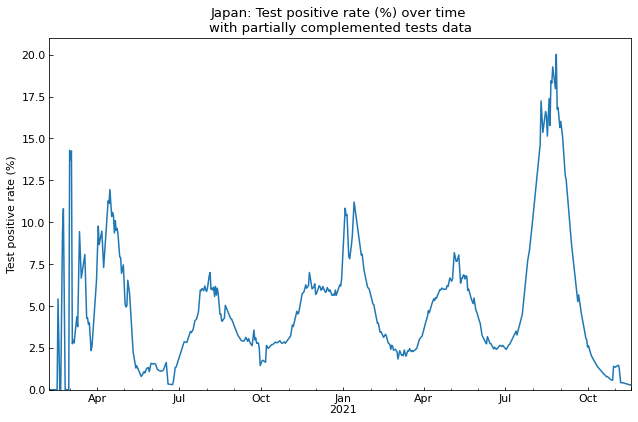 Japan: Test positive rate (%) over time
with partially complemented tests data
Test positive rate (%)
20.0
17.5
15.0
12.5
10.0
7.5
5.0
2.5
0.0
Apr
Jul
Oct
Jan
2021
Apr
Jul
Oct